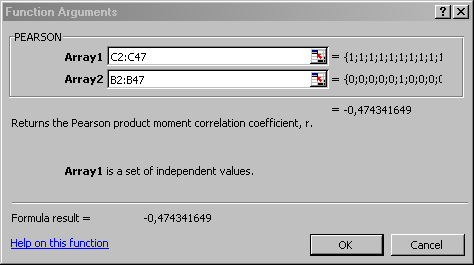 Function Arguments
PEARSON
Array1 C2:C47 = {1;1;1;1;1;1;1;1;1;1
Array2 B2:B47 = {0;0;0;0;0;1;0;0;0;0
= -0,474341649
Returns the Pearson product moment correlation coefficient, r.
Array1 is a set of independent values.
Formula result = -0,474341649
Help on this function OK Cancel